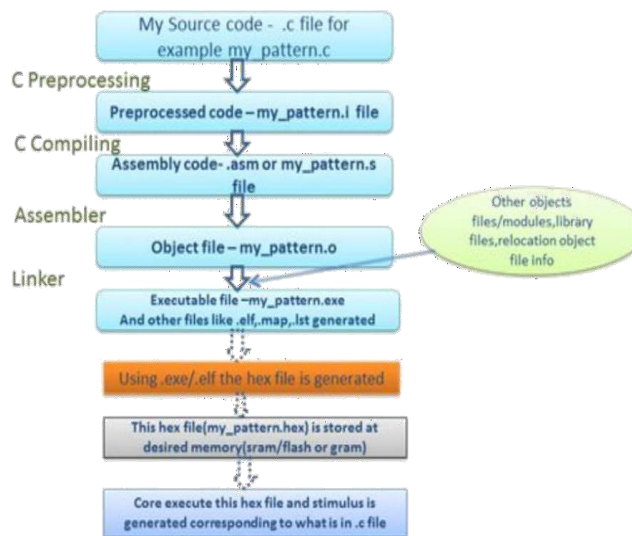 My Source code - .c file for
example my_pattern.c
C Preprocessing
Preprocessed code – my_pattern.i file
C Compiling
Assembly code- .asm or my_pattern.s
file
Assembler
Other objects
files/modules,library
files,relocation object
file info
Object file – my_pattern.o
Linker
Executable file –my_pattern.exe
And other files like .elf,.map,.lst generated
Using .exe/.elf the hex file is generated
This hex file(my_pattern.hex) is stored at
desired memory(sram/flash or gram)
Core execute this hex file and stimulus is
generated corresponding to what is in .c file